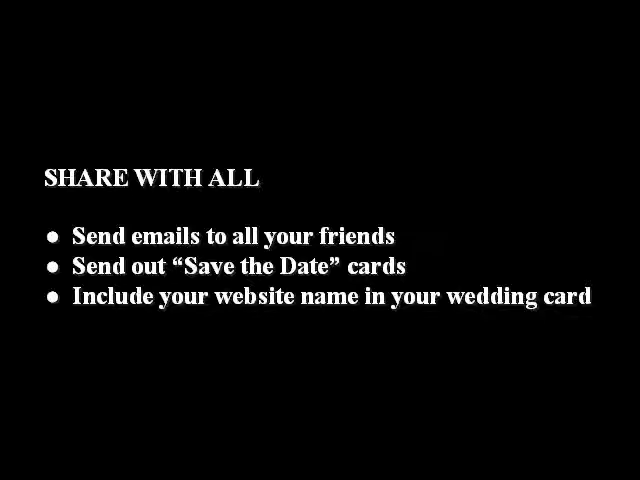 SHARE WITH ALL
● Send emails to all your friends
● Send out “Save the Date” cards
● Include your website name in your wedding card